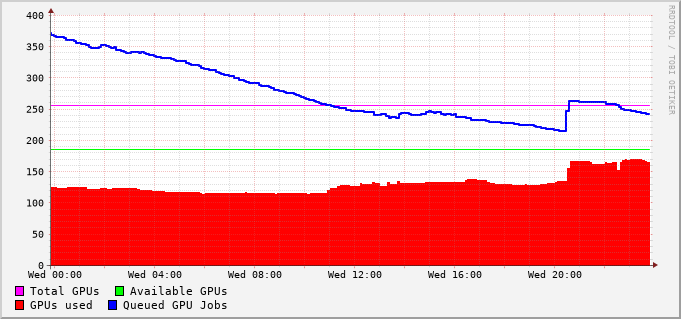 400
350
300
250
200
150
100
50
0
Wed 00:00 Wed 04:00 Wed 08:00 Wed 12:00 Wed 16:00 Wed 20:00
Total GPUs Available GPUs
GPUs used Queued GPU Jobs
RRDTOOL / TOBI OETIKER